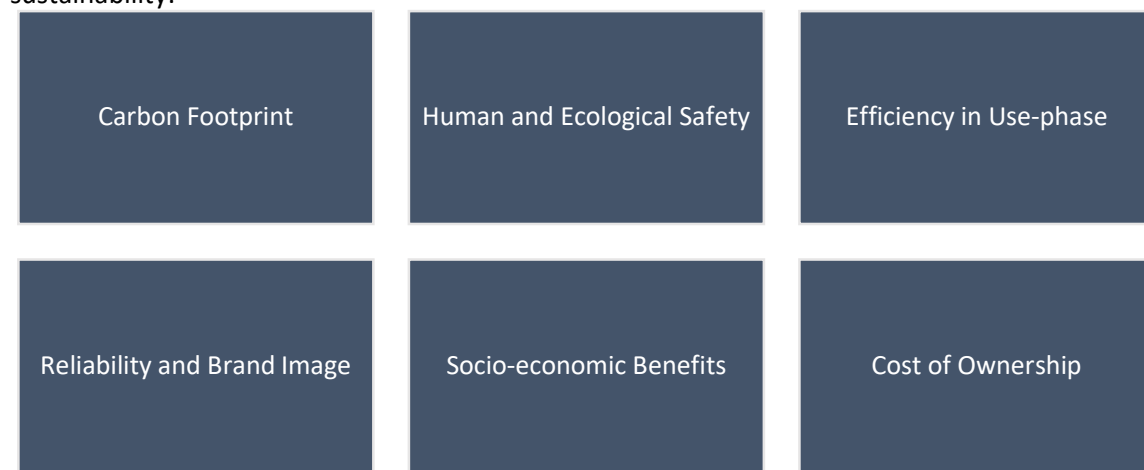 sustainability.
Carbon Footprint
Human and Ecological Safety
Efficiency in Use-phase
Reliability and Brand Image
Socio-economic Benefits
Cost of Ownership